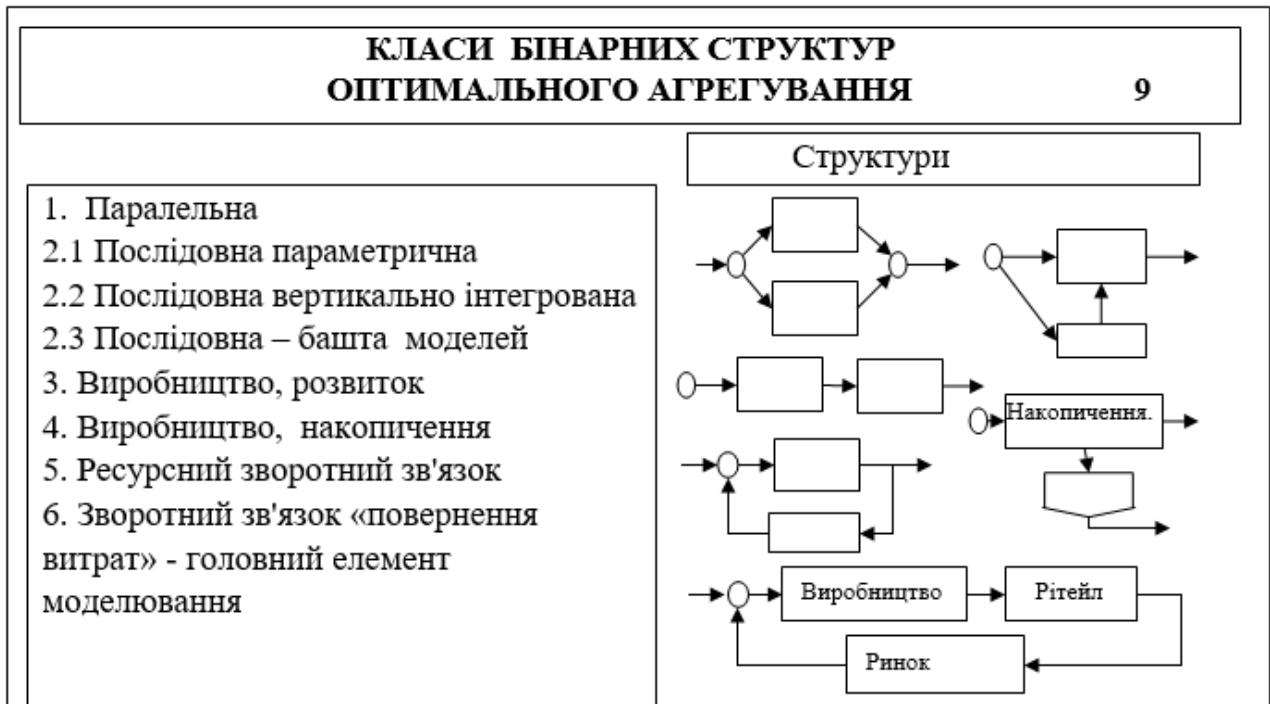 КЛАСИ БІНАРНИХ СТРУКТУР
ОПТИМАЛЬНОГО АГРЕГУВАННЯ 9
Структури
1. Паралельна
2.1 Послідовна параметрична
2.2 Послідовна вертикально інтегрована
2.3 Послідовна – башта моделей
3. Виробництво, розвиток
4. Виробництво, накопичення
5. Ресурсний зворотний зв'язок
6. Зворотний зв'язок «повернення
витрат» - головний елемент
моделювання
Накопичення.
Виробництво
Рітейл
Ринок